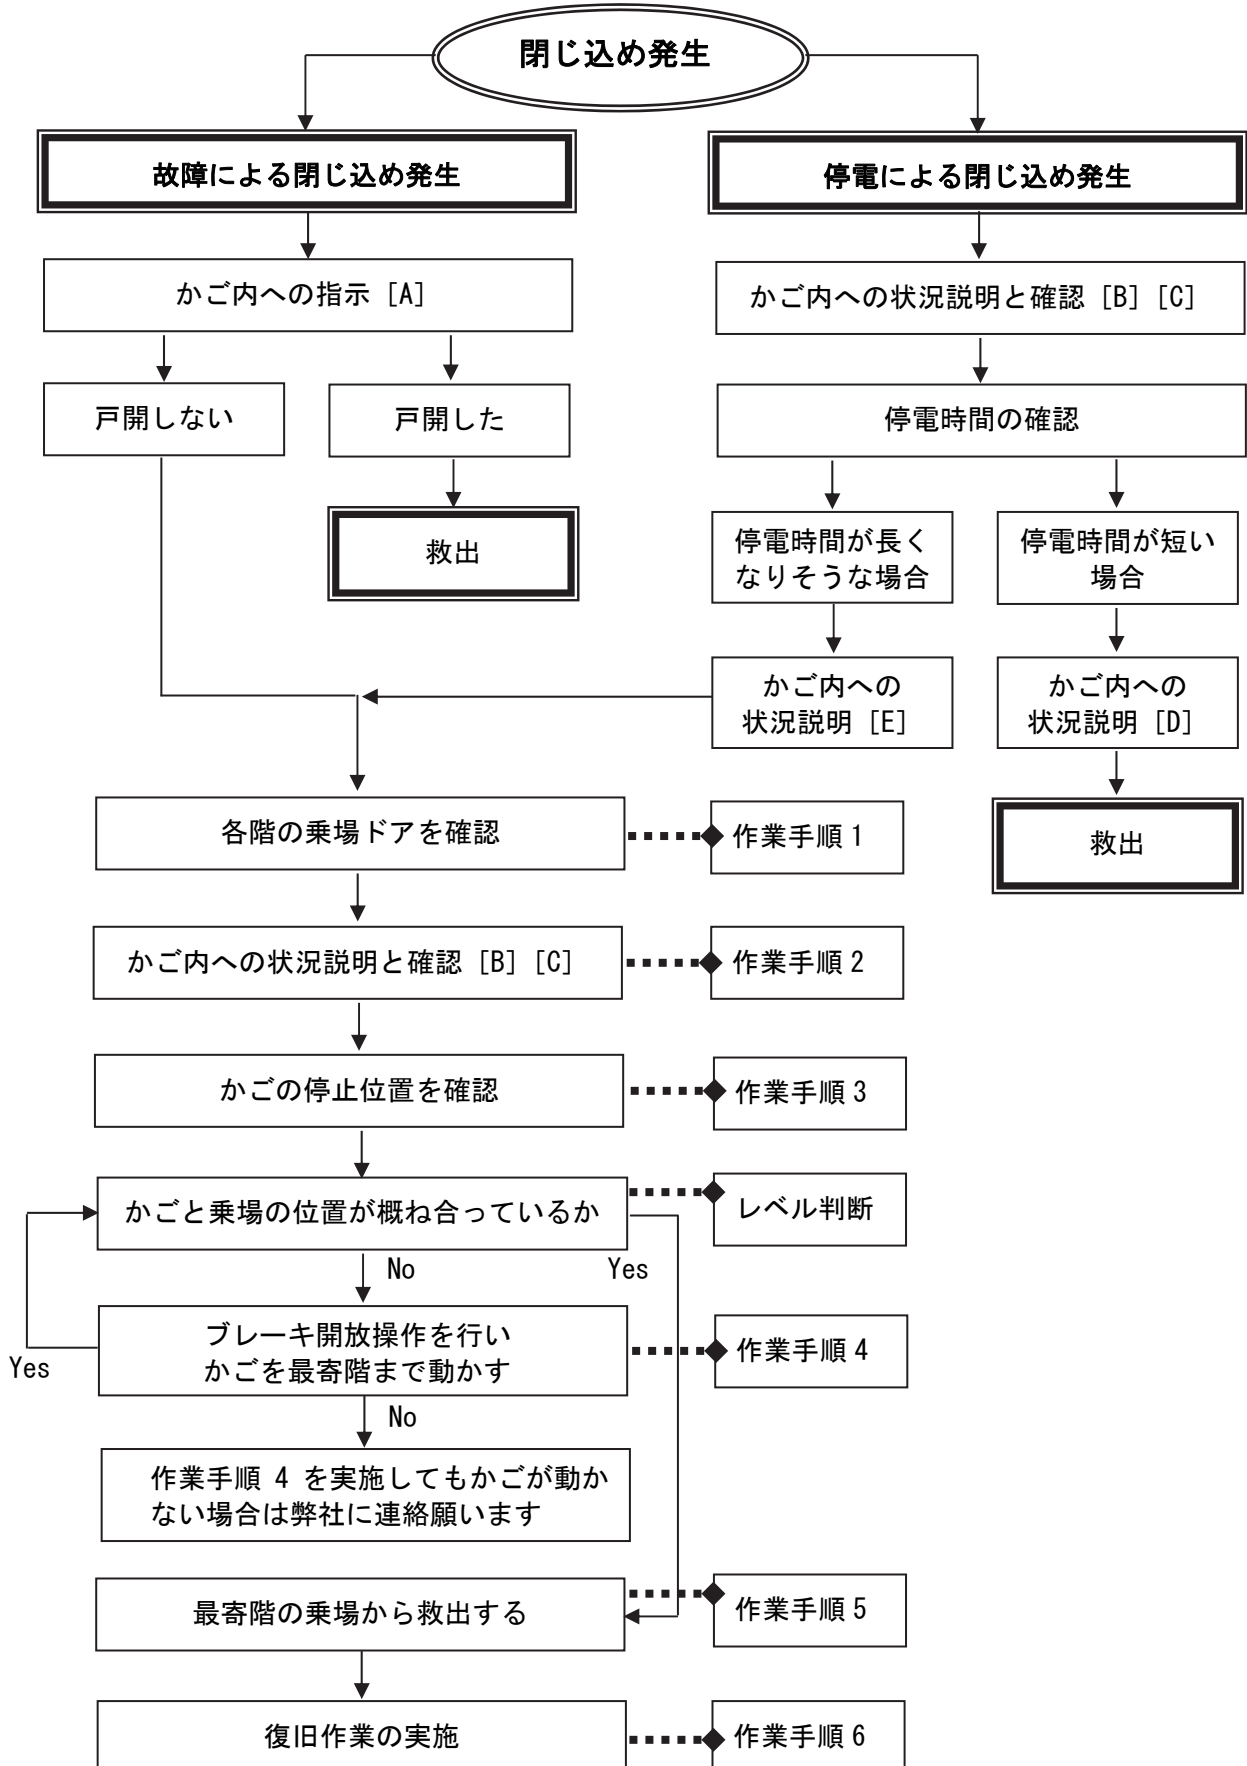 閉じ込め発生
故障による閉じ込め発生
停電による閉じ込め発生
かご内への指示 [A]
かご内への状況説明と確認 [B] [C]
戸開しない
戸開した
停電時間の確認
救出
停電時間が長く
なりそうな場合
停電時間が短い
場合
かご内への
状況説明 [E]
かご内への
状況説明 [D]
救出
各階の乗場ドアを確認
作業手順 1
かご内への状況説明と確認 [B] [C]
作業手順 2
かごの停止位置を確認
作業手順 3
かごと乗場の位置が概ね合っているか
レベル判断
No
Yes
ブレーキ開放操作を行い
かごを最寄階まで動かす
作業手順 4
Yes
No
作業手順 4 を実施してもかごが動か
ない場合は弊社に連絡願います
最寄階の乗場から救出する
作業手順 5
復旧作業の実施
作業手順 6